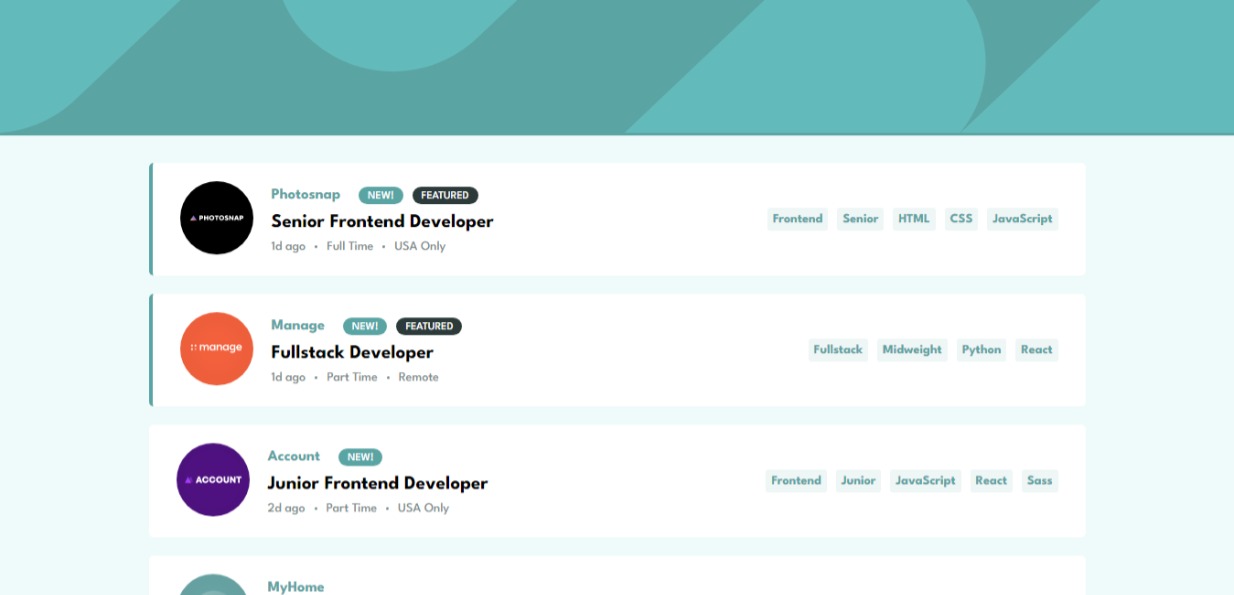 PHOTOSNAP
Photosnap NEW! FEATURED
Senior Frontend Developer
1d ago • Full Time • USA Only
Frontend Senior HTML CSS JavaScript
manage
Manage NEW! FEATURED
Fullstack Developer
1d ago • Part Time • Remote
Fullstack Midweight Python React
ACCOUNT
Account NEW!
Junior Frontend Developer
2d ago • Part Time • USA Only
Frontend Junior JavaScript React Sass
MyHome